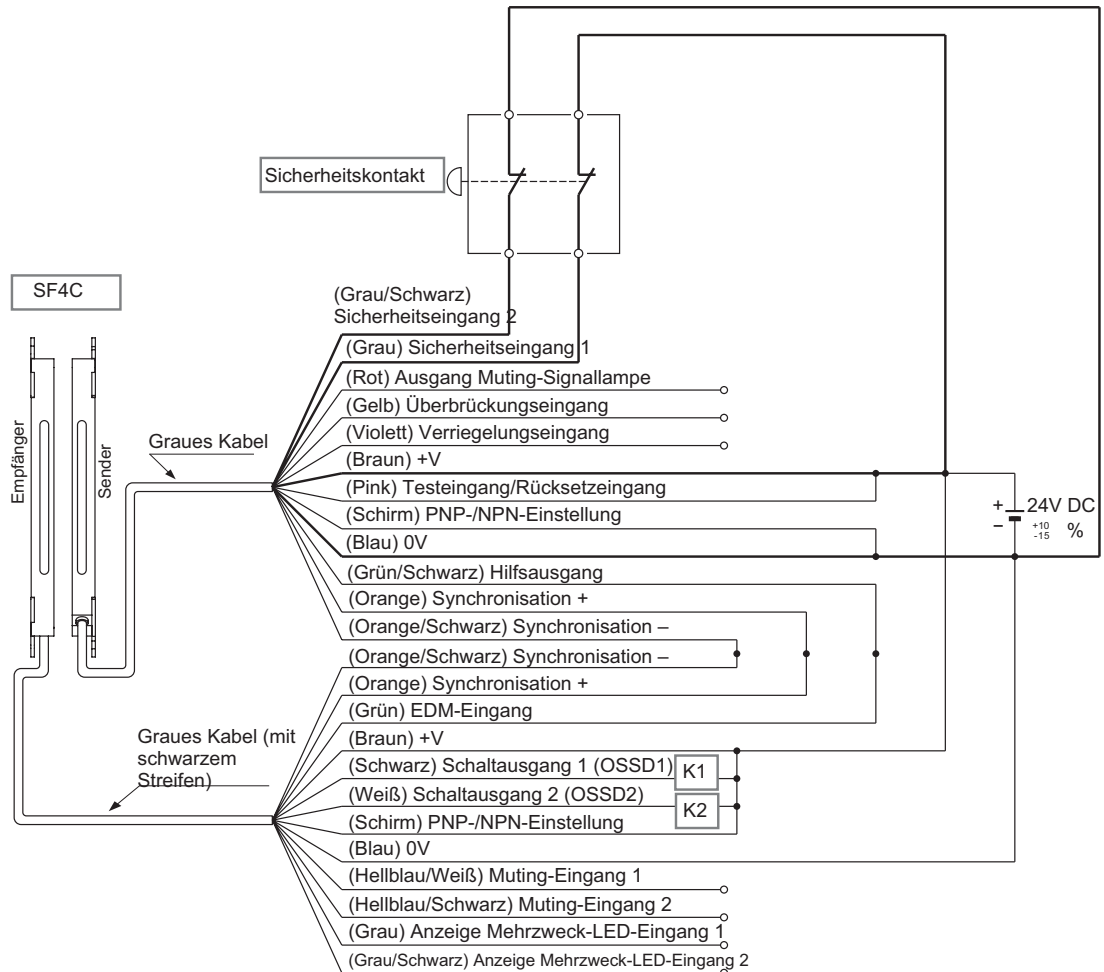 Sicherheitskontakt
SF4C
(Grau/Schwarz)
Sicherheitseingang 2
(Grau) Sicherheitseingang 1
(Rot) Ausgang Muting-Signallampe
(Gelb) Überbrückungseingang
(Violett) Verriegelungseingang
(Braun) +V
(Pink) Testeingang/Rücksetzeingang
(Schirm) PNP-/NPN-Einstellung
(Blau) 0V
(Grün/Schwarz) Hilfsausgang
(Orange) Synchronisation +
(Orange/Schwarz) Synchronisation –
Empfänger
Sender
Graues Kabel
+
–
24V DC
+10
-15 %
(Orange/Schwarz) Synchronisation –
(Orange) Synchronisation +
(Grün) EDM-Eingang
(Braun) +V
(Schwarz) Schaltausgang 1 (OSSD1)
K1
(Weiß) Schaltausgang 2 (OSSD2)
K2
(Schirm) PNP-/NPN-Einstellung
(Blau) 0V
(Hellblau/Weiß) Muting-Eingang 1
(Hellblau/Schwarz) Muting-Eingang 2
(Grau) Anzeige Mehrzweck-LED-Eingang 1
(Grau/Schwarz) Anzeige Mehrzweck-LED-Eingang 2
Graues Kabel (mit
schwarzem
Streifen)